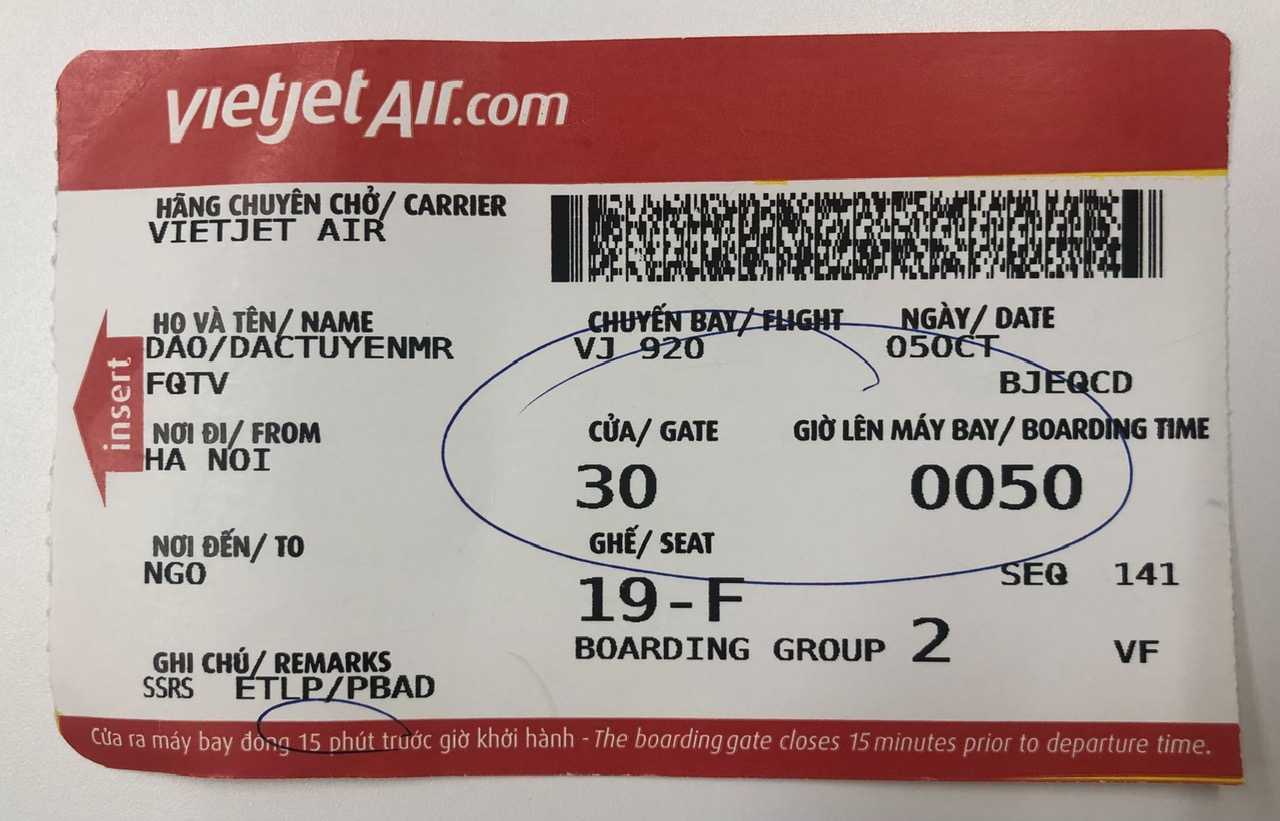 vietjet Air.com
HÃNG CHUYÊN CHỞ/ CARRIER
VIETJET AIR
HỌ VÀ TÊN/ NAME
DAO/DACTUYENMR
CHUYẾN BAY/ FLIGHT
VJ 920
NGÀY/ DATE
05OCT
FQTV
BJEQCD
insert
NƠI ĐI/ FROM
HA NOI
CỬA/ GATE
30
GIỜ LÊN MÁY BAY/ BOARDING TIME
0050
NƠI ĐẾN/ TO
NGO
GHẾ/ SEAT
19-F
SEQ 141
BOARDING GROUP 2
VF
GHI CHÚ/ REMARKS
SSRS ETLP/PBAD
Cửa ra máy bay đóng 15 phút trước giờ khởi hành - The boarding gate closes 15 minutes prior to departure time.